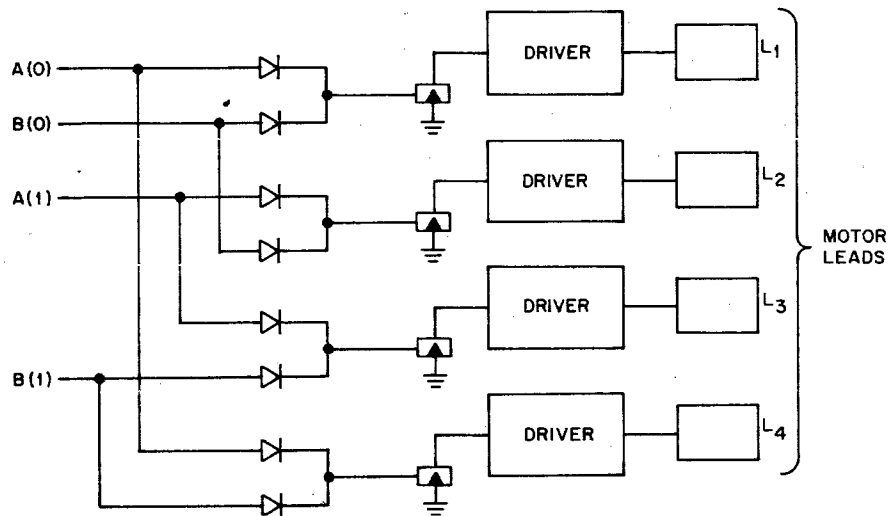 A(0)
B(0)
A(1)
B(1)
DRIVER
L1
DRIVER
L2
DRIVER
L3
DRIVER
L4
MOTOR
LEADS